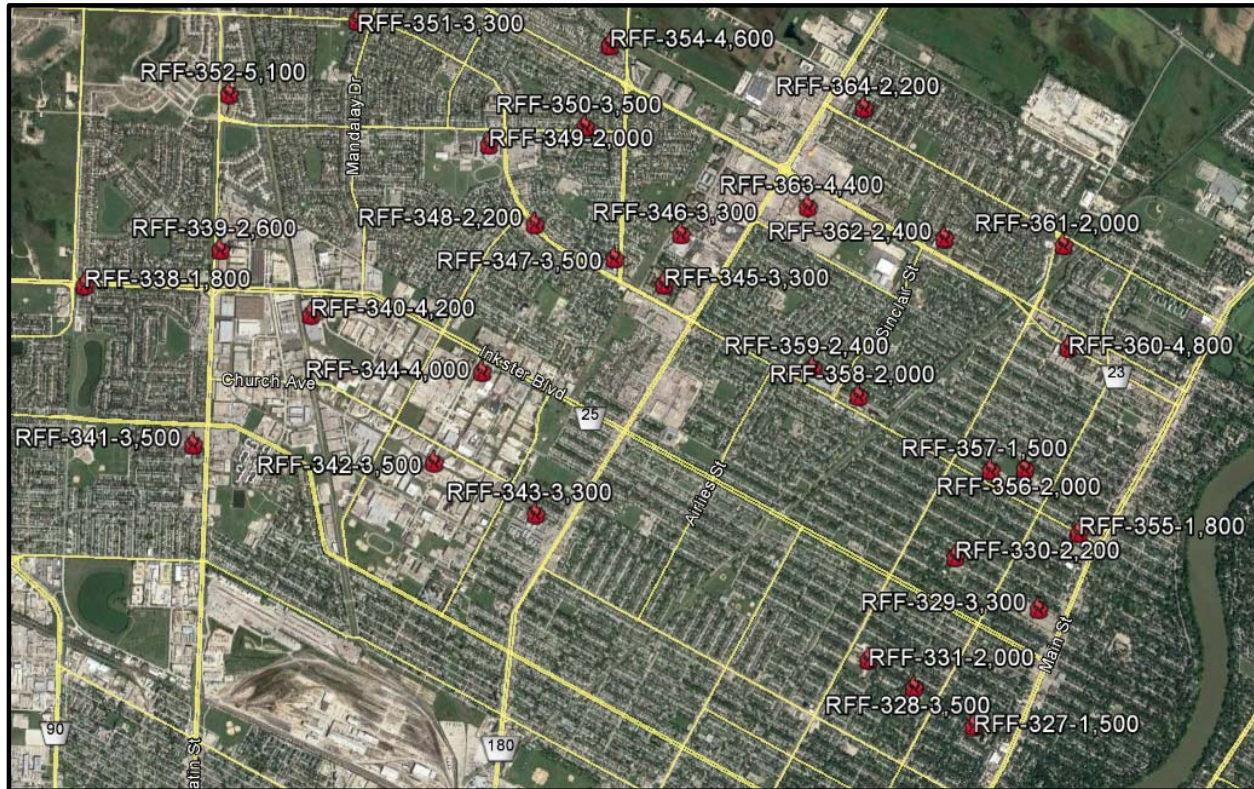 RFF-351-3,300
RFF-354-4,600
RFF-352-5,100
RFF-364-2,200
RFF-350-3,500
Mandalay Dr
RFF-349-2,000
RFF-363-4,400
RFF-348-2,200
RFF-346-3,300
RFF-339-2,600
RFF-362-2,400
RFF-361-2,000
RFF-347-3,500
RFF-338-1,800
RFF-345-3,300
RFF-340-4,200
Sinclair St
RFF-359-2,400
RFF-360-4,800
Inkster Blvd
RFF-344-4,000
RFF-358-2,000
23
Church Ave
25
RFF-341-3,500
RFF-357-1,500
RFF-342-3,500
RFF-356-2,000
RFF-343-3,300
Airlies St
RFF-355-1,800
RFF-330-2,200
RFF-329-3,300
Main St
RFF-331-2,000
RFF-328-3,500
RFF-327-1,500
90
180
atin St